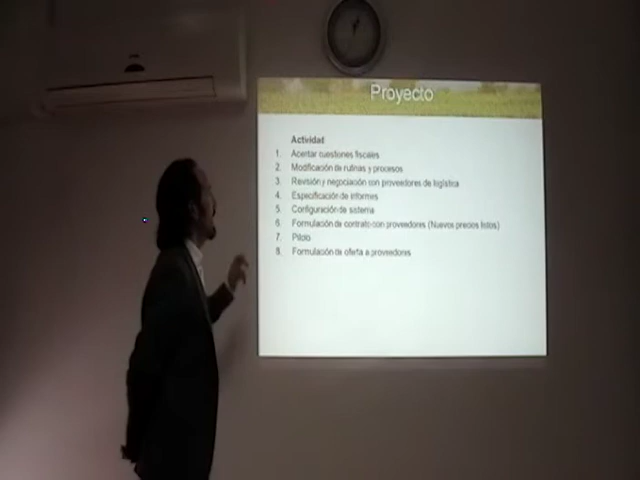 Proyecto
Actividad
1. Acertar cuestiones fiscales
2. Modificación de rutinas y procesos
3. Revisión y negociación con proveedores de logística
4. Especificación de informes
5. Configuración de sistema
6. Formulación de contrato con proveedores (Nuevos precios listos)
7. Piloto
8. Formulación de oferta a proveedores